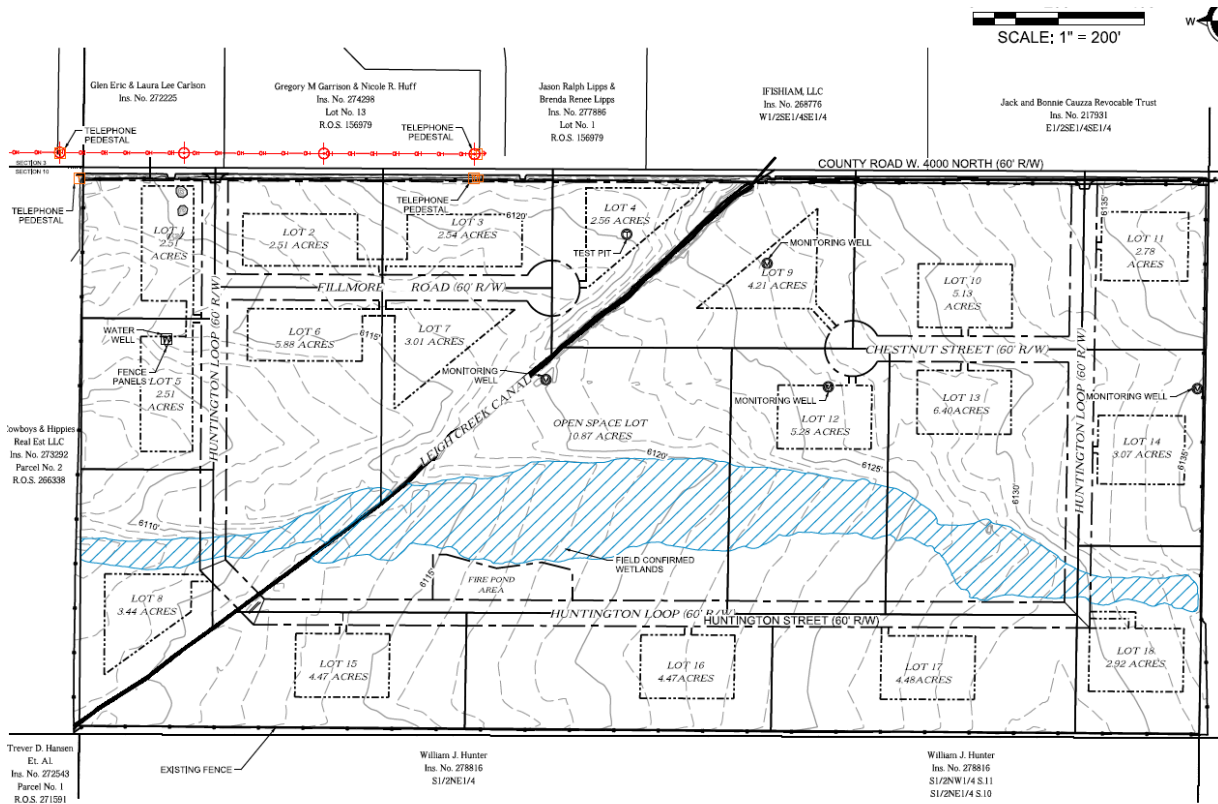 W
SCALE: 1" = 200'
Glen Eric & Laura Lee Carlson
Ins. No. 272225
Gregory M Garrison & Nicole R. Huff
Ins. No. 274298
Lot No. 13
R.O.S. 156979
Jason Ralph Lipps &
Brenda Renee Lipps
Ins. No. 277886
Lot No. 1
R.O.S. 156979
IFISHIAM, LLC
Ins. No. 268776
W1/2SE1/4SE1/4
Jack and Bonnie Cauzza Revocable Trust
Ins. No. 217931
E1/2SE1/4SE1/4
TELEPHONE
PEDESTAL
TELEPHONE
PEDESTAL
SECTION 3
SECTION 10
COUNTY ROAD W. 4000 NORTH (60' R/W)
TELEPHONE
PEDESTAL
TELEPHONE
PEDESTAL
LOT 1
2.51
ACRES
LOT 2
2.51 ACRES
LOT 3
2.54 ACRES
6120'
LOT 4
2.56 ACRES
TEST PIT
MONITORING WELL
LOT 9
4.21 ACRES
LOT 10
5.13
ACRES
6135'
LOT 11
2.78
ACRES
FILLMORE ROAD (60' R/W)
HUNTINGTON LOOP (60' R/W)
WATER
WELL
FENCE
PANELS
LOT 5
2.51
ACRES
LOT 6
5.88 ACRES
6115'
LOT 7
3.01 ACRES
MONITORING
WELL
CHESTNUT STREET (60' R/W)
HUNTINGTON LOOP (60' R/W)
MONITORING WELL
MONITORING WELL
LOT 12
5.28 ACRES
LOT 13
6.40ACRES
LOT 14
3.07 ACRES
6135'
LEIGH CREEK CANAL
OPEN SPACE LOT
10.87 ACRES
6120'
6125'
6130'
Cowboys & Hippies
Real Est LLC
Ins. No. 273292
Parcel No. 2
R.O.S. 266338
6110'
6115'
FIRE POND
AREA
FIELD CONFIRMED
WETLANDS
LOT 8
3.44 ACRES
HUNTINGTON LOOP (60' R/W)
HUNTINGTON STREET (60' R/W)
LOT 15
4.47 ACRES
LOT 16
4.47ACRES
LOT 17
4.48ACRES
LOT 18
2.92 ACRES
Trever D. Hansen
Et. Al.
Ins. No. 272543
Parcel No. 1
R.O.S. 271591
EXISTING FENCE
William J. Hunter
Ins. No. 278816
S1/2NE1/4
William J. Hunter
Ins. No. 278816
S1/2NW1/4 S.11
S1/2NE1/4 S.10